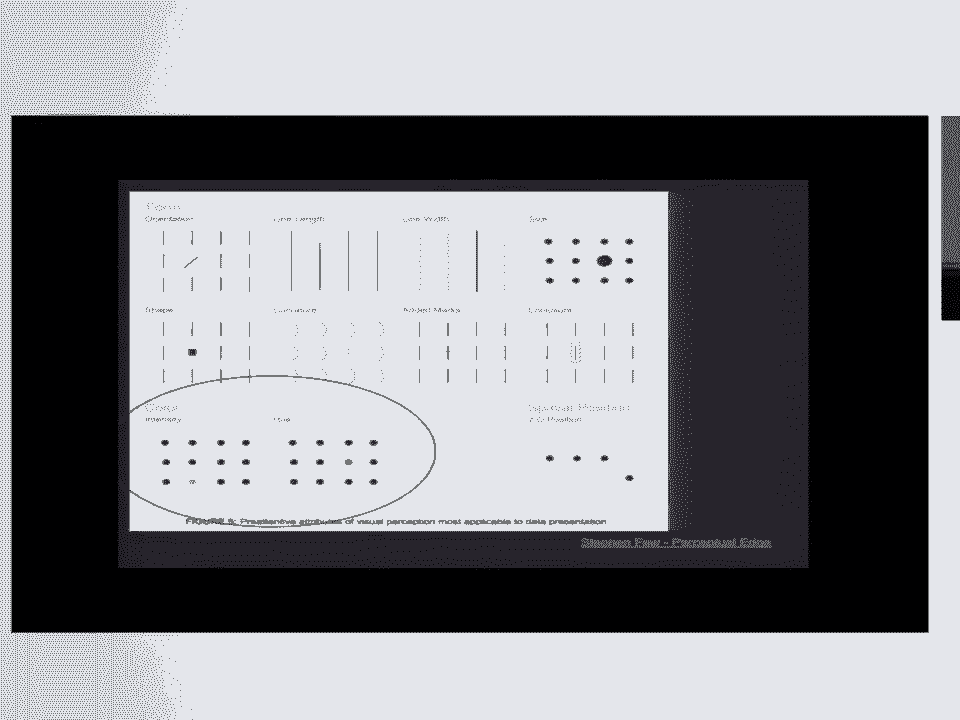 Form
Orientation Line Length Line Width Size
Shape Curvature Added Marks Enclosure
Color Spatial Position
Intensity Hue 2-D Position
FIGURE 5: Preattentive attributes of visual perception most applicable to data presentation
Stephen Few - Perceptual Edge